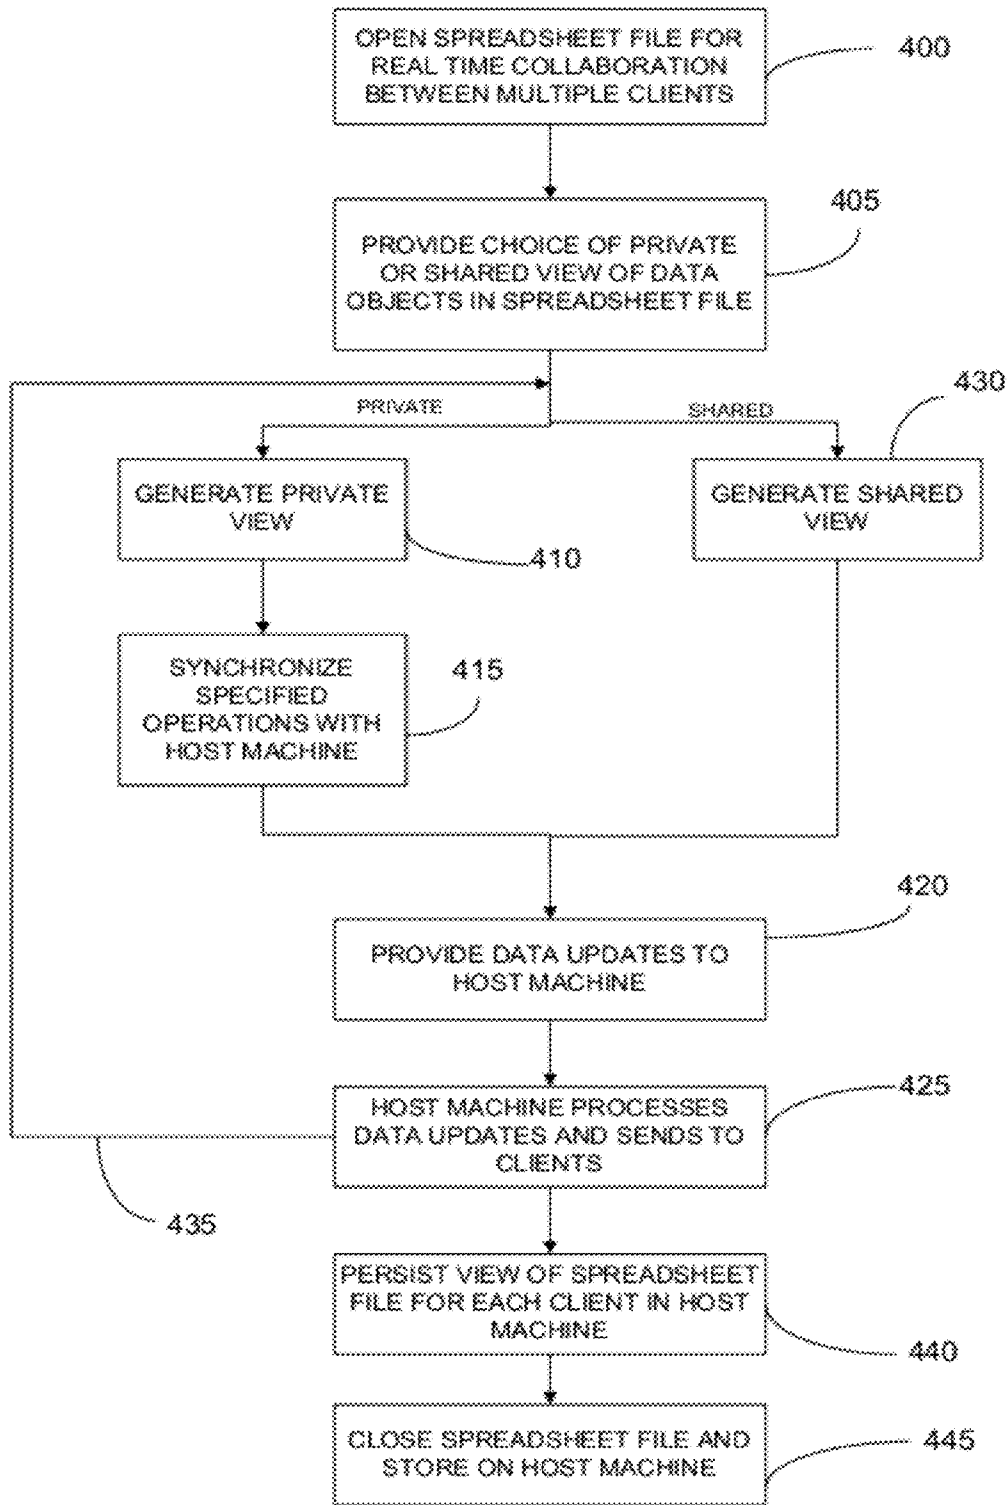 OPEN SPREADSHEET FILE FOR
REAL TIME COLLABORATION
BETWEEN MULTIPLE CLIENTS
400
405
PROVIDE CHOICE OF PRIVATE
OR SHARED VIEW OF DATA
OBJECTS IN SPREADSHEET FILE
430
PRIVATE
SHARED
GENERATE PRIVATE
VIEW
410
GENERATE SHARED
VIEW
SYNCHRONIZE
SPECIFIED
OPERATIONS WITH
HOST MACHINE
415
420
PROVIDE DATA UPDATES TO
HOST MACHINE
425
HOST MACHINE PROCESSES
DATA UPDATES AND SENDS TO
CLIENTS
435
PERSIST VIEW OF SPREADSHEET
FILE FOR EACH CLIENT IN HOST
MACHINE
440
CLOSE SPREADSHEET FILE AND
STORE ON HOST MACHINE
445